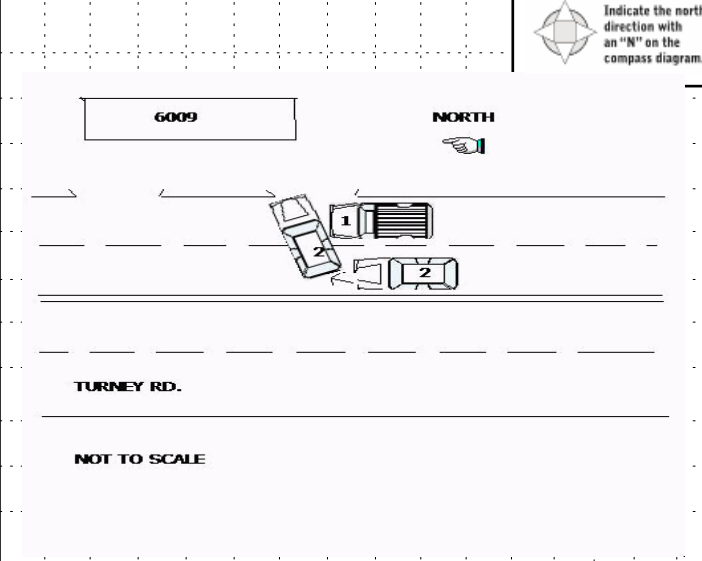 Indicate the north
direction with
an "N" on the
compass diagram.
6009
NORTH
1
2
2
TURNEY RD.
NOT TO SCALE